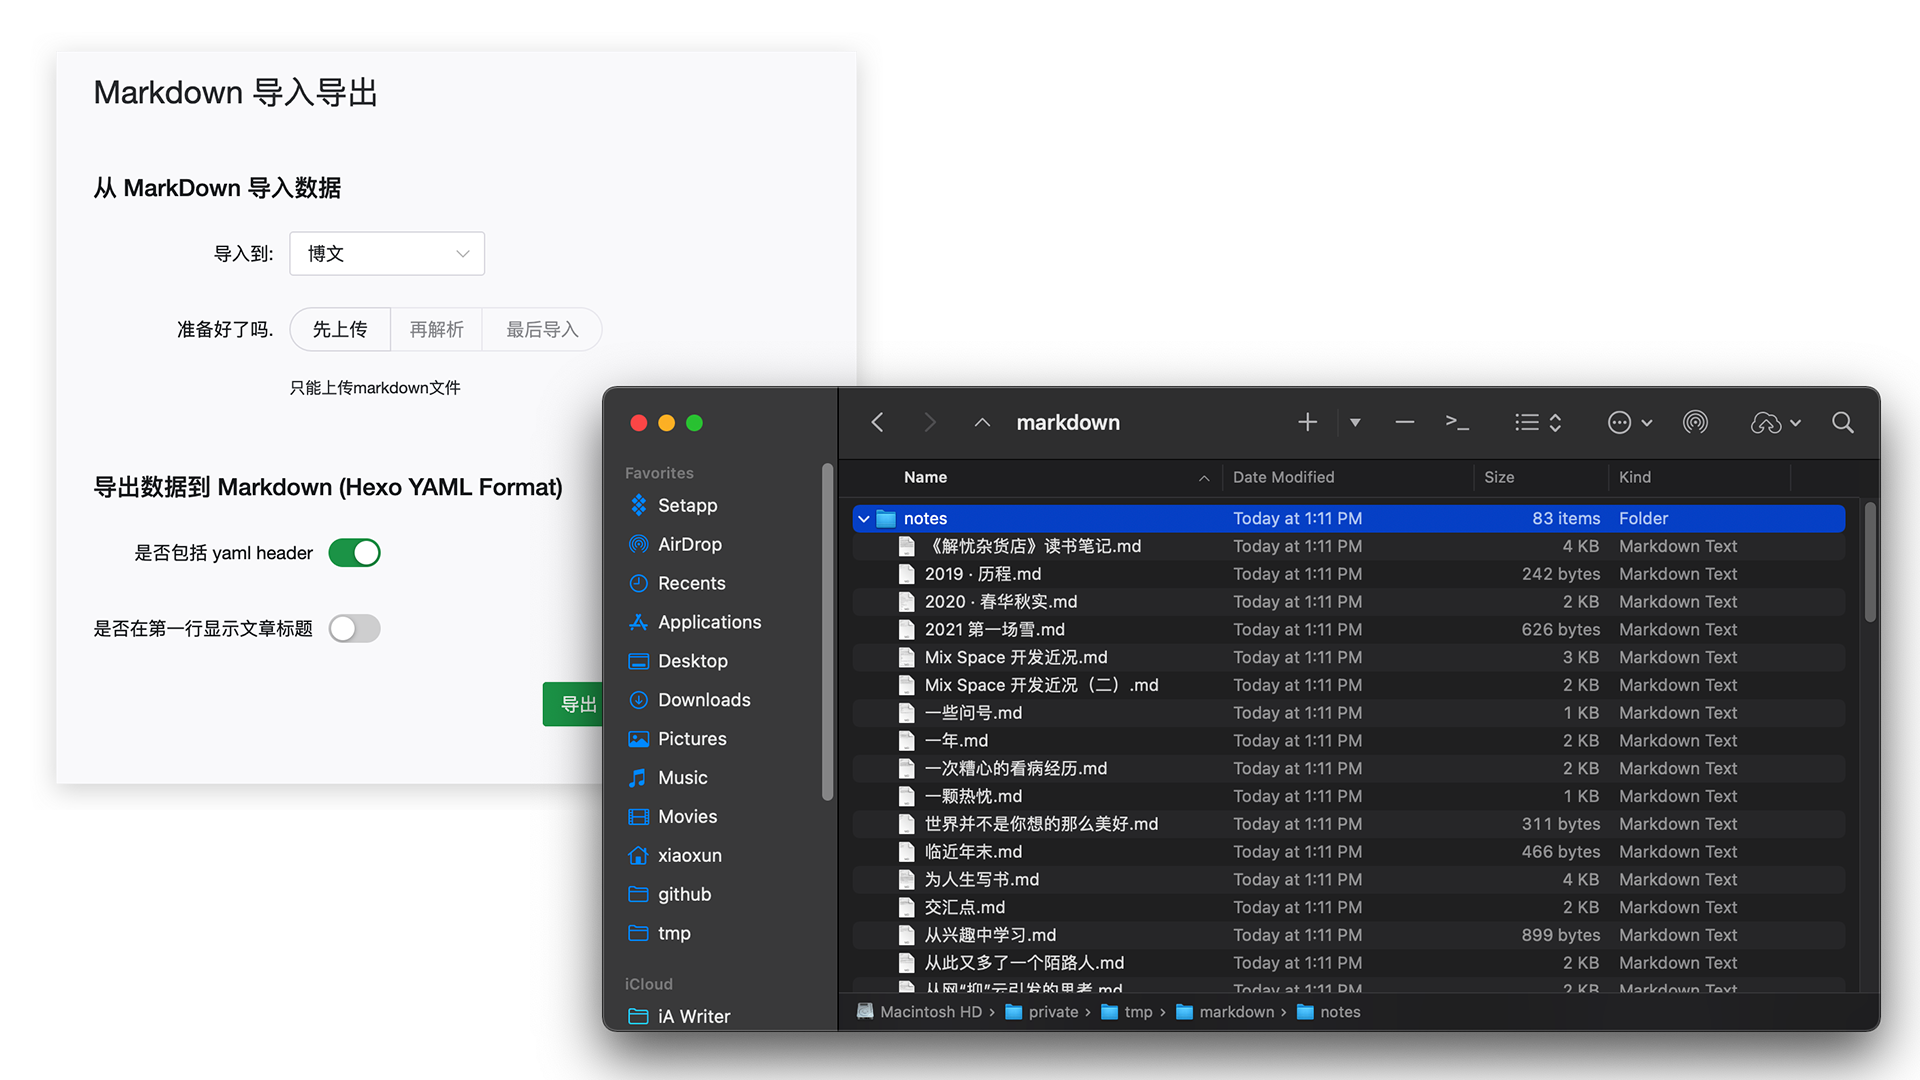 Markdown 导入导出
从 MarkDown 导入数据
导入到: 博文
准备好了吗. 先上传 再解析 最后导入
只能上传markdown文件
导出数据到 Markdown (Hexo YAML Format)
是否包括 yaml header
是否在第一行显示文章标题
导出
markdown
Favorites
Setapp
AirDrop
Recents
Applications
Desktop
Downloads
Pictures
Music
Movies
xiaoxun
github
tmp
iCloud
iA Writer
Name Date Modified Size Kind
notes Today at 1:11 PM 83 items Folder
《解忧杂货店》读书笔记.md Today at 1:11 PM 4 KB Markdown Text
2019 · 历程.md Today at 1:11 PM 242 bytes Markdown Text
2020 · 春华秋实.md Today at 1:11 PM 2 KB Markdown Text
2021 第一场雪.md Today at 1:11 PM 626 bytes Markdown Text
Mix Space 开发近况.md Today at 1:11 PM 3 KB Markdown Text
Mix Space 开发近况（二）.md Today at 1:11 PM 2 KB Markdown Text
一些问号.md Today at 1:11 PM 1 KB Markdown Text
一年.md Today at 1:11 PM 2 KB Markdown Text
一次糟心的看病经历.md Today at 1:11 PM 2 KB Markdown Text
一颗热忱.md Today at 1:11 PM 1 KB Markdown Text
世界并不是你想的那么美好.md Today at 1:11 PM 311 bytes Markdown Text
临近年末.md Today at 1:11 PM 466 bytes Markdown Text
为人生写书.md Today at 1:11 PM 4 KB Markdown Text
交汇点.md Today at 1:11 PM 2 KB Markdown Text
从兴趣中学习.md Today at 1:11 PM 899 bytes Markdown Text
从此又多了一个陌路人.md Today at 1:11 PM 2 KB Markdown Text
从网“抑”云引发的思考.md Today at 1:11 PM 2 KB Markdown Text
Macintosh HD › private › tmp › markdown › notes